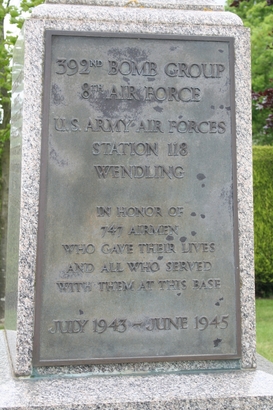 392ND BOMB GROUP
8TH AIR FORCE
U.S. ARMY AIR FORCES
STATION 118
WENDLING
IN HONOR OF
747 AIRMEN
WHO GAVE THEIR LIVES
AND ALL WHO SERVED
WITH THEM AT THIS BASE
JULY 1943 - JUNE 1945